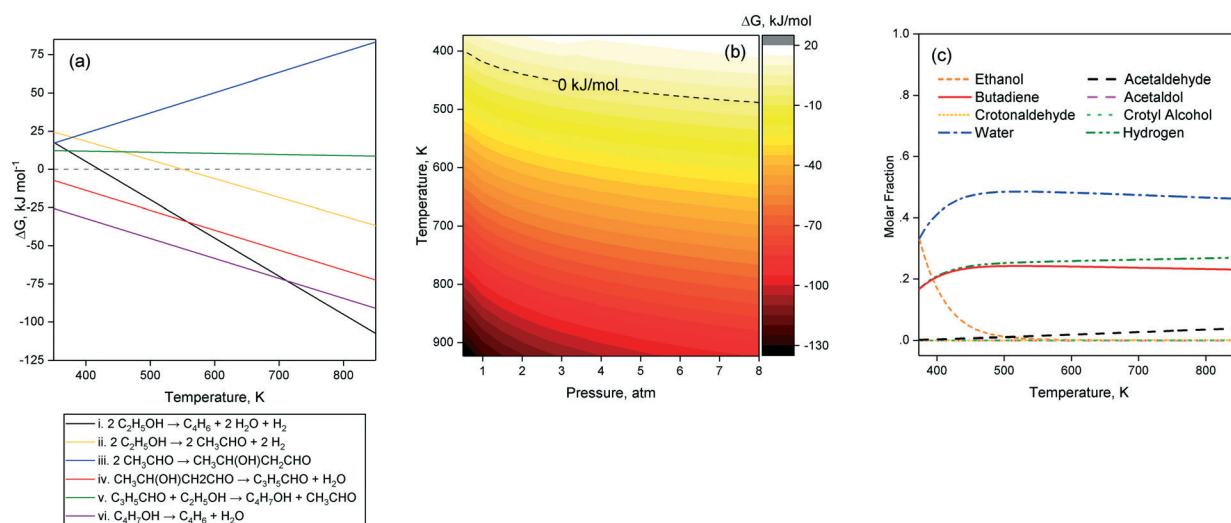 (a)
75
50
25
0
-25
-50
-75
-100
-125
ΔG, kJ mol⁻¹
400 500 600 700 800
Temperature, K
i. 2 C₂H₅OH → C₄H₆ + 2 H₂O + H₂
ii. 2 C₂H₅OH → 2 CH₃CHO + 2 H₂
iii. 2 CH₃CHO → CH₃CH(OH)CH₂CHO
iv. CH₃CH(OH)CH2CHO → C₃H₅CHO + H₂O
v. C₃H₅CHO + C₂H₅OH → C₄H₇OH + CH₃CHO
vi. C₄H₇OH → C₄H₆ + H₂O
ΔG, kJ/mol
(b)
0 kJ/mol
400
500
600
700
800
900
Temperature, K
1 2 3 4 5 6 7 8
Pressure, atm
20
-10
-40
-70
-100
-130
(c)
1.0
.8
.6
.4
.2
.0
Molar Fraction
Ethanol Acetaldehyde
Butadiene Acetaldol
Crotonaldehyde Crotyl Alcohol
Water Hydrogen
400 500 600 700 800
Temperature, K